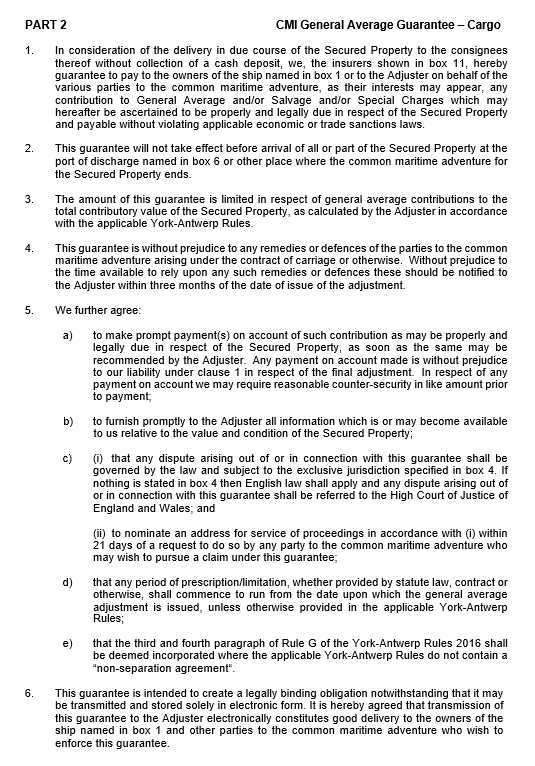 PART 2 CMI General Average Guarantee – Cargo
1. In consideration of the delivery in due course of the Secured Property to the consignees
thereof without collection of a cash deposit, we, the insurers shown in box 11, hereby
guarantee to pay to the owners of the ship named in box 1 or to the Adjuster on behalf of the
various parties to the common maritime adventure, as their interests may appear, any
contribution to General Average and/or Salvage and/or Special Charges which may
hereafter be ascertained to be properly and legally due in respect of the Secured Property
and payable without violating applicable economic or trade sanctions laws.
2. This guarantee will not take effect before arrival of all or part of the Secured Property at the
port of discharge named in box 6 or other place where the common maritime adventure for
the Secured Property ends.
3. The amount of this guarantee is limited in respect of general average contributions to the
total contributory value of the Secured Property, as calculated by the Adjuster in accordance
with the applicable York-Antwerp Rules.
4. This guarantee is without prejudice to any remedies or defences of the parties to the common
maritime adventure arising under the contract of carriage or otherwise. Without prejudice to
the time available to rely upon any such remedies or defences these should be notified to
the Adjuster within three months of the date of issue of the adjustment.
5. We further agree:
a) to make prompt payment(s) on account of such contribution as may be properly and
legally due in respect of the Secured Property, as soon as the same may be
recommended by the Adjuster. Any payment on account made is without prejudice
to our liability under clause 1 in respect of the final adjustment. In respect of any
payment on account we may require reasonable counter-security in like amount prior
to payment;
b) to furnish promptly to the Adjuster all information which is or may become available
to us relative to the value and condition of the Secured Property;
c) (i) that any dispute arising out of or in connection with this guarantee shall be
governed by the law and subject to the exclusive jurisdiction specified in box 4. If
nothing is stated in box 4 then English law shall apply and any dispute arising out of
or in connection with this guarantee shall be referred to the High Court of Justice of
England and Wales; and
(ii) to nominate an address for service of proceedings in accordance with (i) within
21 days of a request to do so by any party to the common maritime adventure who
may wish to pursue a claim under this guarantee;
d) that any period of prescription/limitation, whether provided by statute law, contract or
otherwise, shall commence to run from the date upon which the general average
adjustment is issued, unless otherwise provided in the applicable York-Antwerp
Rules;
e) that the third and fourth paragraph of Rule G of the York-Antwerp Rules 2016 shall
be deemed incorporated where the applicable York-Antwerp Rules do not contain a
“non-separation agreement“.
6. This guarantee is intended to create a legally binding obligation notwithstanding that it may
be transmitted and stored solely in electronic form. It is hereby agreed that transmission of
this guarantee to the Adjuster electronically constitutes good delivery to the owners of the
ship named in box 1 and other parties to the common maritime adventure who wish to
enforce this guarantee.